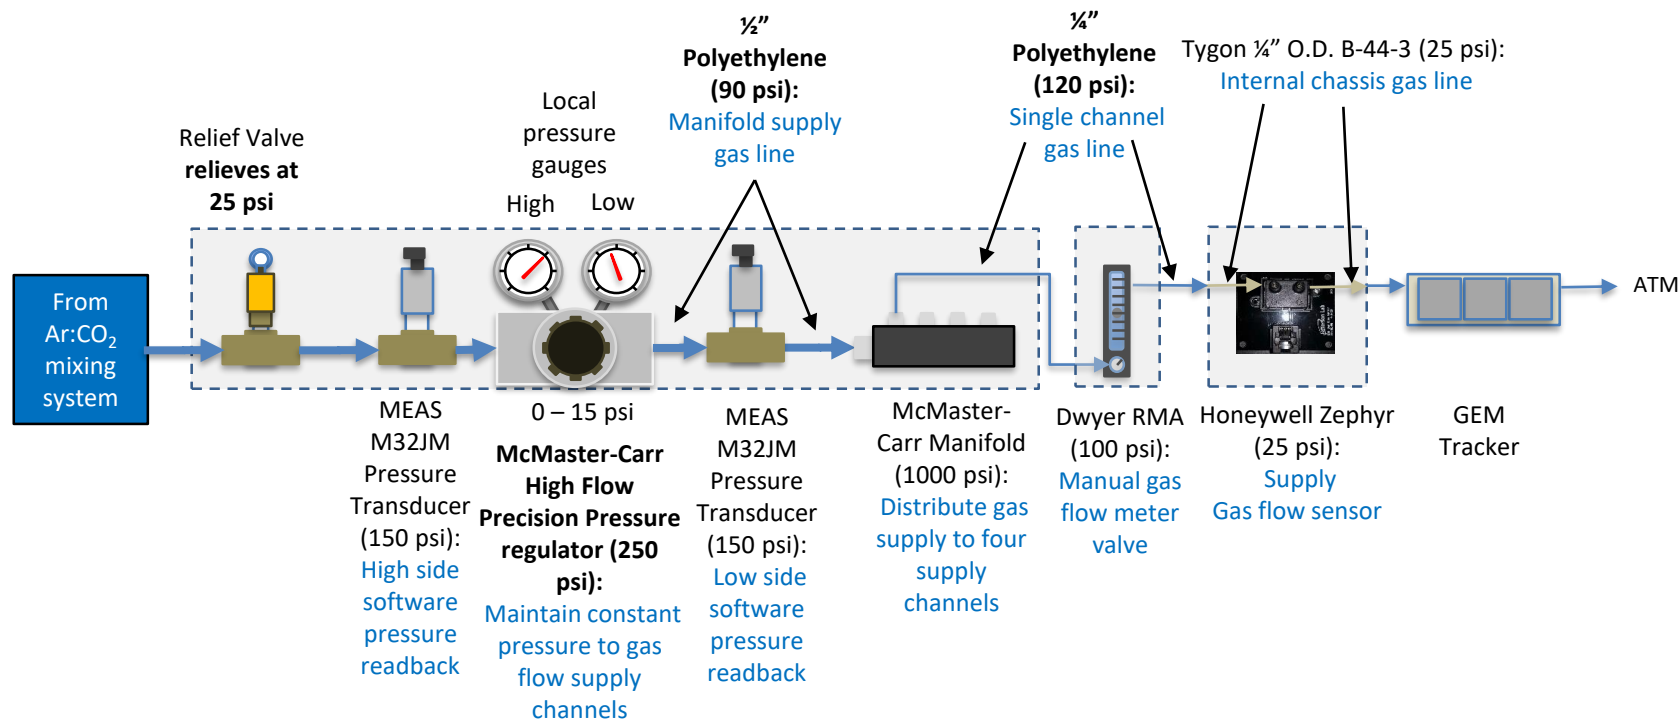 ½”
Polyethylene
(90 psi):
Manifold supply
gas line
¼”
Polyethylene
(120 psi):
Single channel
gas line
Tygon ¼” O.D. B-44-3 (25 psi):
Internal chassis gas line
Local
pressure
gauges
High
Low
Relief Valve
relieves at
25 psi
From
Ar:CO₂
mixing
system
ATM
MEAS
M32JM
Pressure
Transducer
(150 psi):
High side
software
pressure
readback
0 – 15 psi
McMaster-Carr
High Flow
Precision Pressure
regulator (250
psi):
Maintain constant
pressure to gas
flow supply
channels
MEAS
M32JM
Pressure
Transducer
(150 psi):
Low side
software
pressure
readback
McMaster-
Carr Manifold
(1000 psi):
Distribute gas
supply to four
supply
channels
Dwyer RMA
(100 psi):
Manual gas
flow meter
valve
Honeywell Zephyr
(25 psi):
Supply
Gas flow sensor
GEM
Tracker